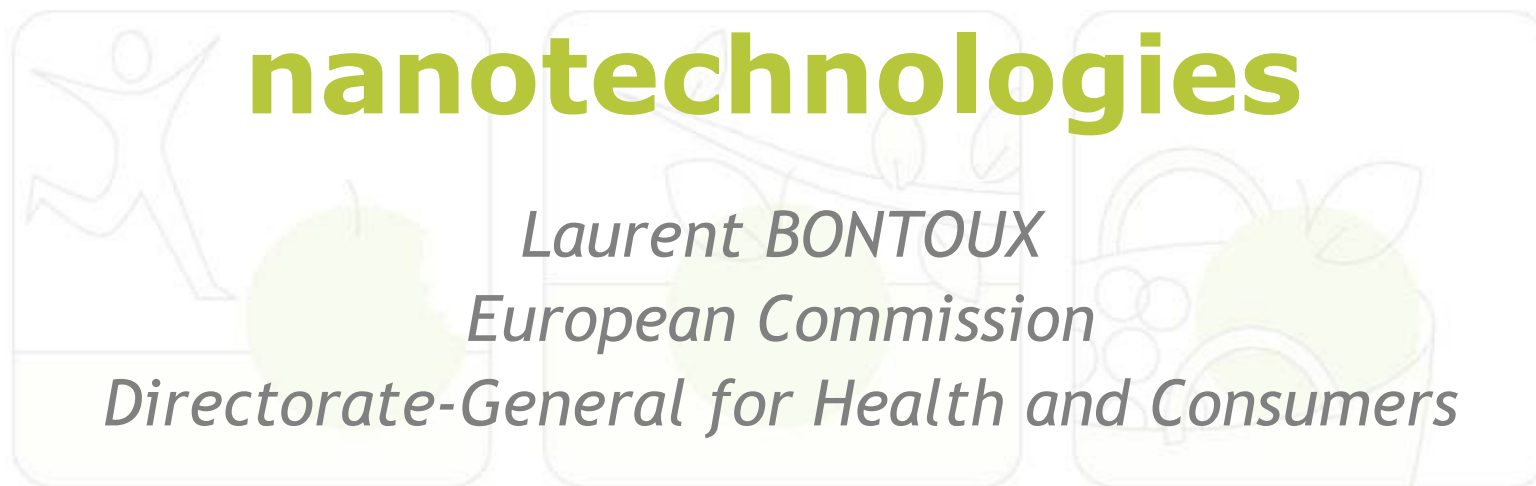 nanotechnologies
Laurent BONTOUX
European Commission
Directorate-General for Health and Consumers